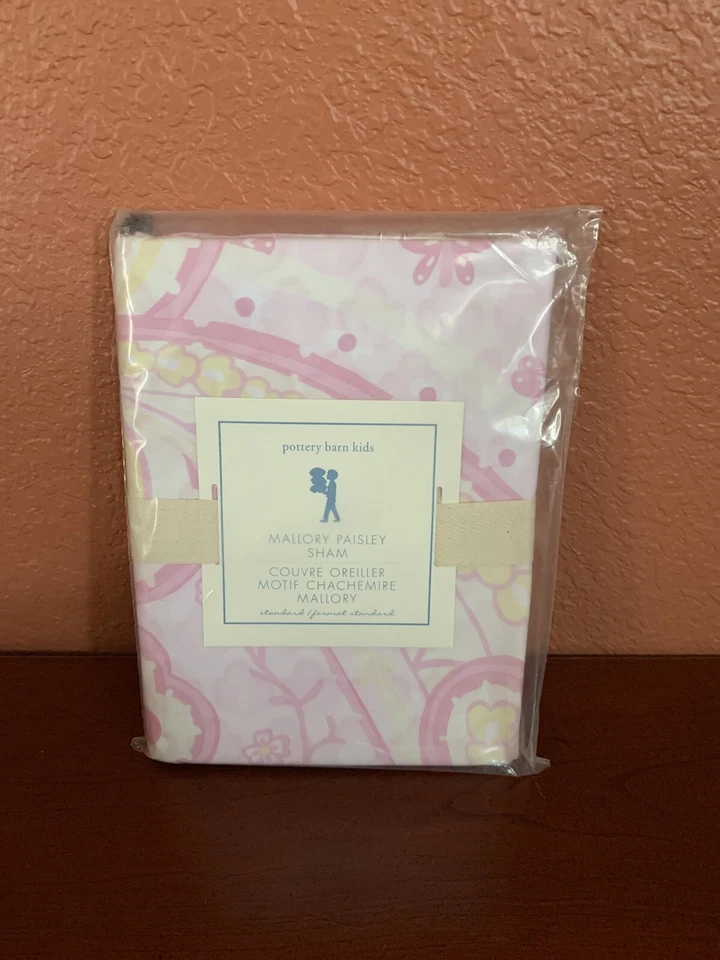 pottery barn kids
MALLORY PAISLEY
SHAM
COUVRE OREILLER
MOTIF CHACHEMIRE
MALLORY
standard / format standard